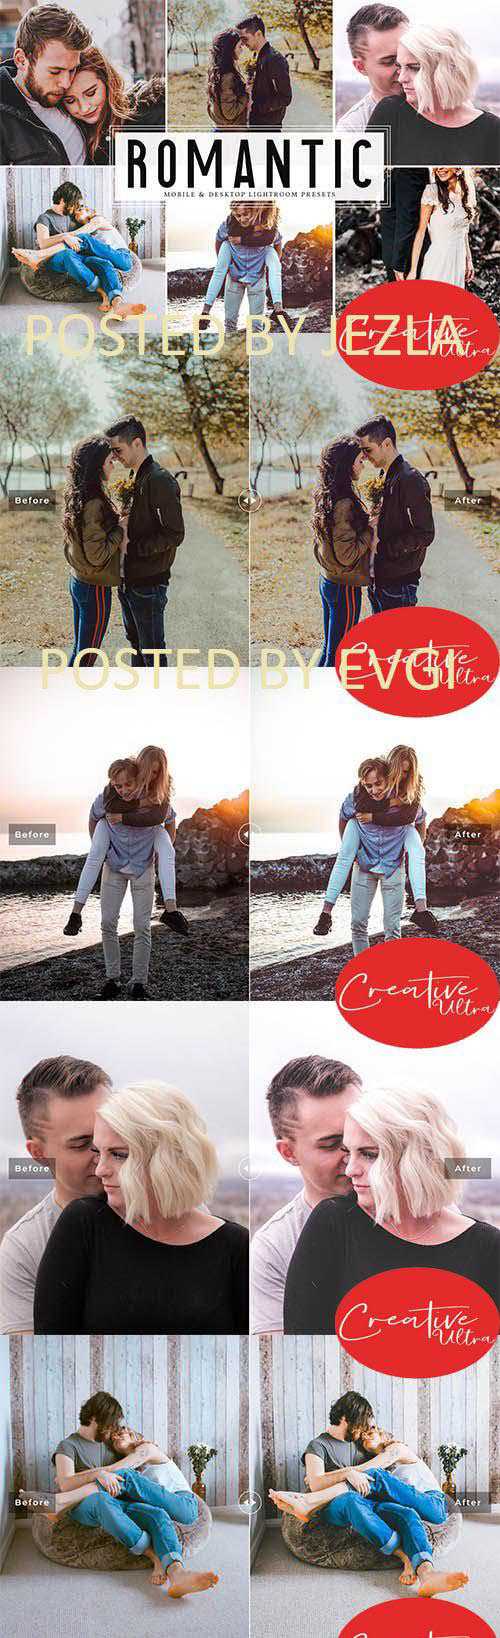 ROMANTIC
MOBILE & DESKTOP LIGHTROOM PRESETS
POSTED BY JEZLA
Creative
Ultra
Before
After
POSTED BY EVGI
Creative
Ultra
Before
After
Creative
Ultra
Before
After
Creative
Ultra
Before
After